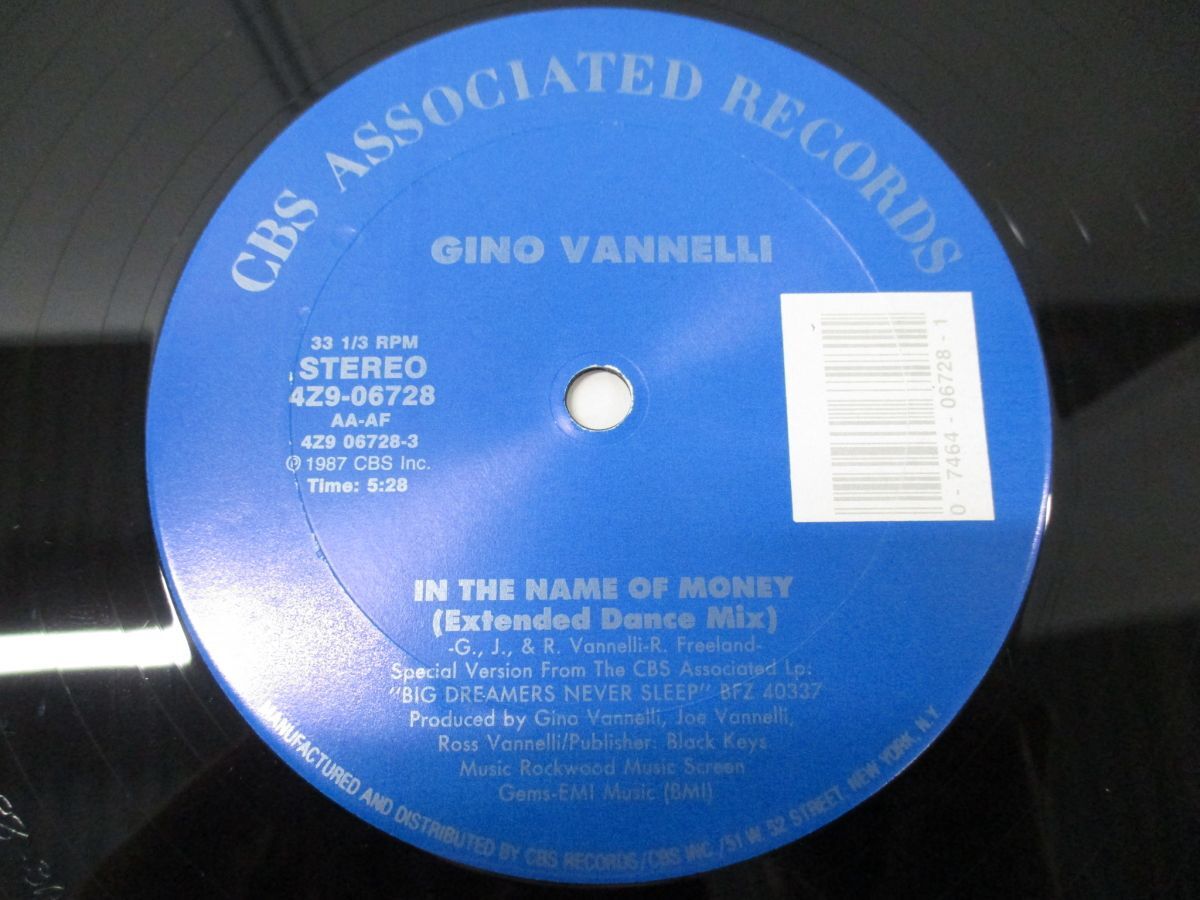 CBS ASSOCIATED RECORDS
GINO VANNELLI
33 1/3 RPM
STEREO
4Z9-06728
AA-AF
4Z9 06728-3
℗ 1987 CBS Inc.
Time: 5:28
0 - 7464 - 06728 - 1
IN THE NAME OF MONEY
(Extended Dance Mix)
-G., J., & R. Vannelli-R. Freeland-
Special Version From The CBS Associated Lp:
"BIG DREAMERS NEVER SLEEP" BFZ 40337
Produced by Gino Vannelli, Joe Vannelli,
Ross Vannelli/Publisher: Black Keys
Music Rockwood Music Screen
Gems-EMI Music (BMI)
MANUFACTURED AND DISTRIBUTED BY CBS RECORDS/CBS INC./51 W. 52 STREET, NEW YORK, N.Y.